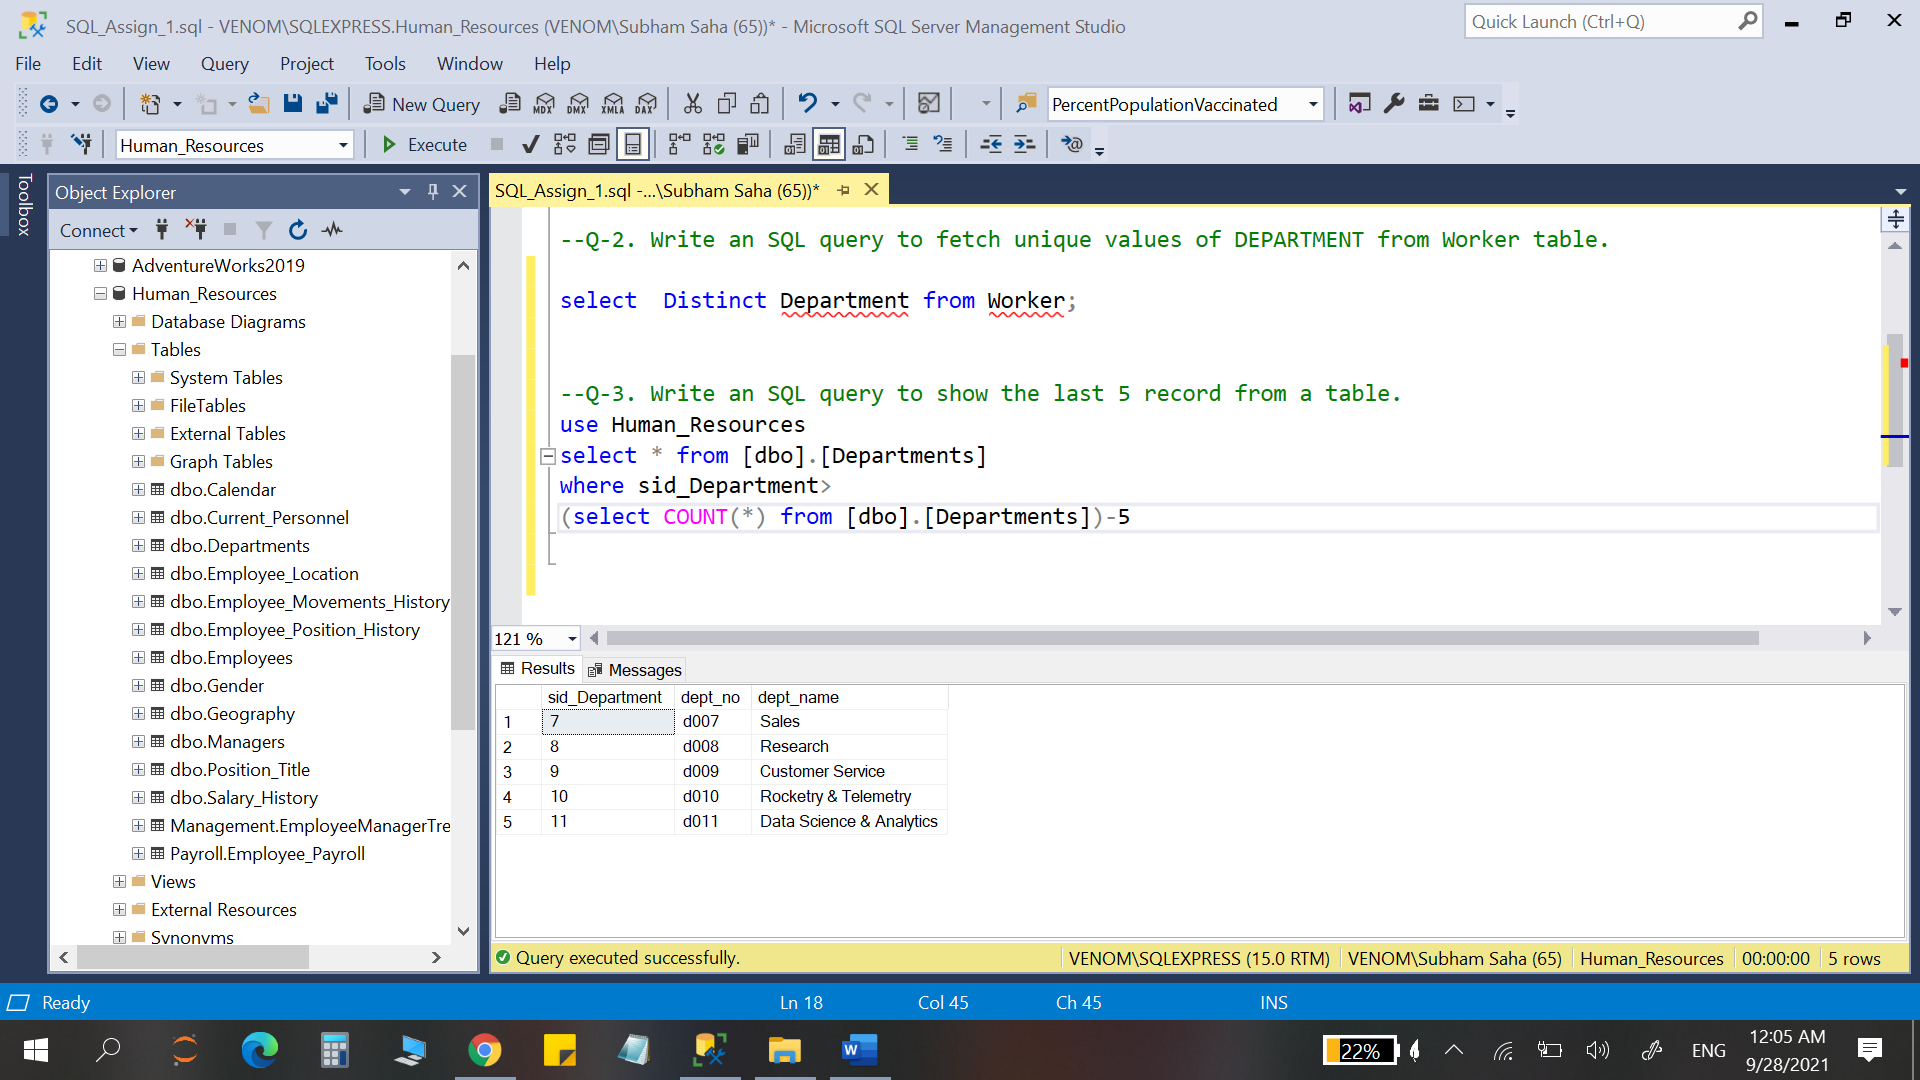 SQL_Assign_1.sql - VENOM\SQLEXPRESS.Human_Resources (VENOM\Subham Saha (65))* - Microsoft SQL Server Management Studio
Quick Launch (Ctrl+Q)
File Edit View Query Project Tools Window Help
New Query MDX DMX XMLA DAX PercentPopulationVaccinated
Human_Resources Execute
Toolbox
Object Explorer
Connect
AdventureWorks2019
Human_Resources
Database Diagrams
Tables
System Tables
FileTables
External Tables
Graph Tables
dbo.Calendar
dbo.Current_Personnel
dbo.Departments
dbo.Employee_Location
dbo.Employee_Movements_History
dbo.Employee_Position_History
dbo.Employees
dbo.Gender
dbo.Geography
dbo.Managers
dbo.Position_Title
dbo.Salary_History
Management.EmployeeManagerTre
Payroll.Employee_Payroll
Views
External Resources
Synonyms
SQL_Assign_1.sql -...\Subham Saha (65))*
--Q-2. Write an SQL query to fetch unique values of DEPARTMENT from Worker table.
select  Distinct Department from Worker;
--Q-3. Write an SQL query to show the last 5 record from a table.
use Human_Resources
select * from [dbo].[Departments]
where sid_Department>
(select COUNT(*) from [dbo].[Departments])-5
121 %
Results Messages
sid_Department dept_no dept_name
1 7 d007 Sales
2 8 d008 Research
3 9 d009 Customer Service
4 10 d010 Rocketry & Telemetry
5 11 d011 Data Science & Analytics
Query executed successfully. VENOM\SQLEXPRESS (15.0 RTM) VENOM\Subham Saha (65) Human_Resources 00:00:00 5 rows
Ready Ln 18 Col 45 Ch 45 INS
22% ENG 12:05 AM
9/28/2021